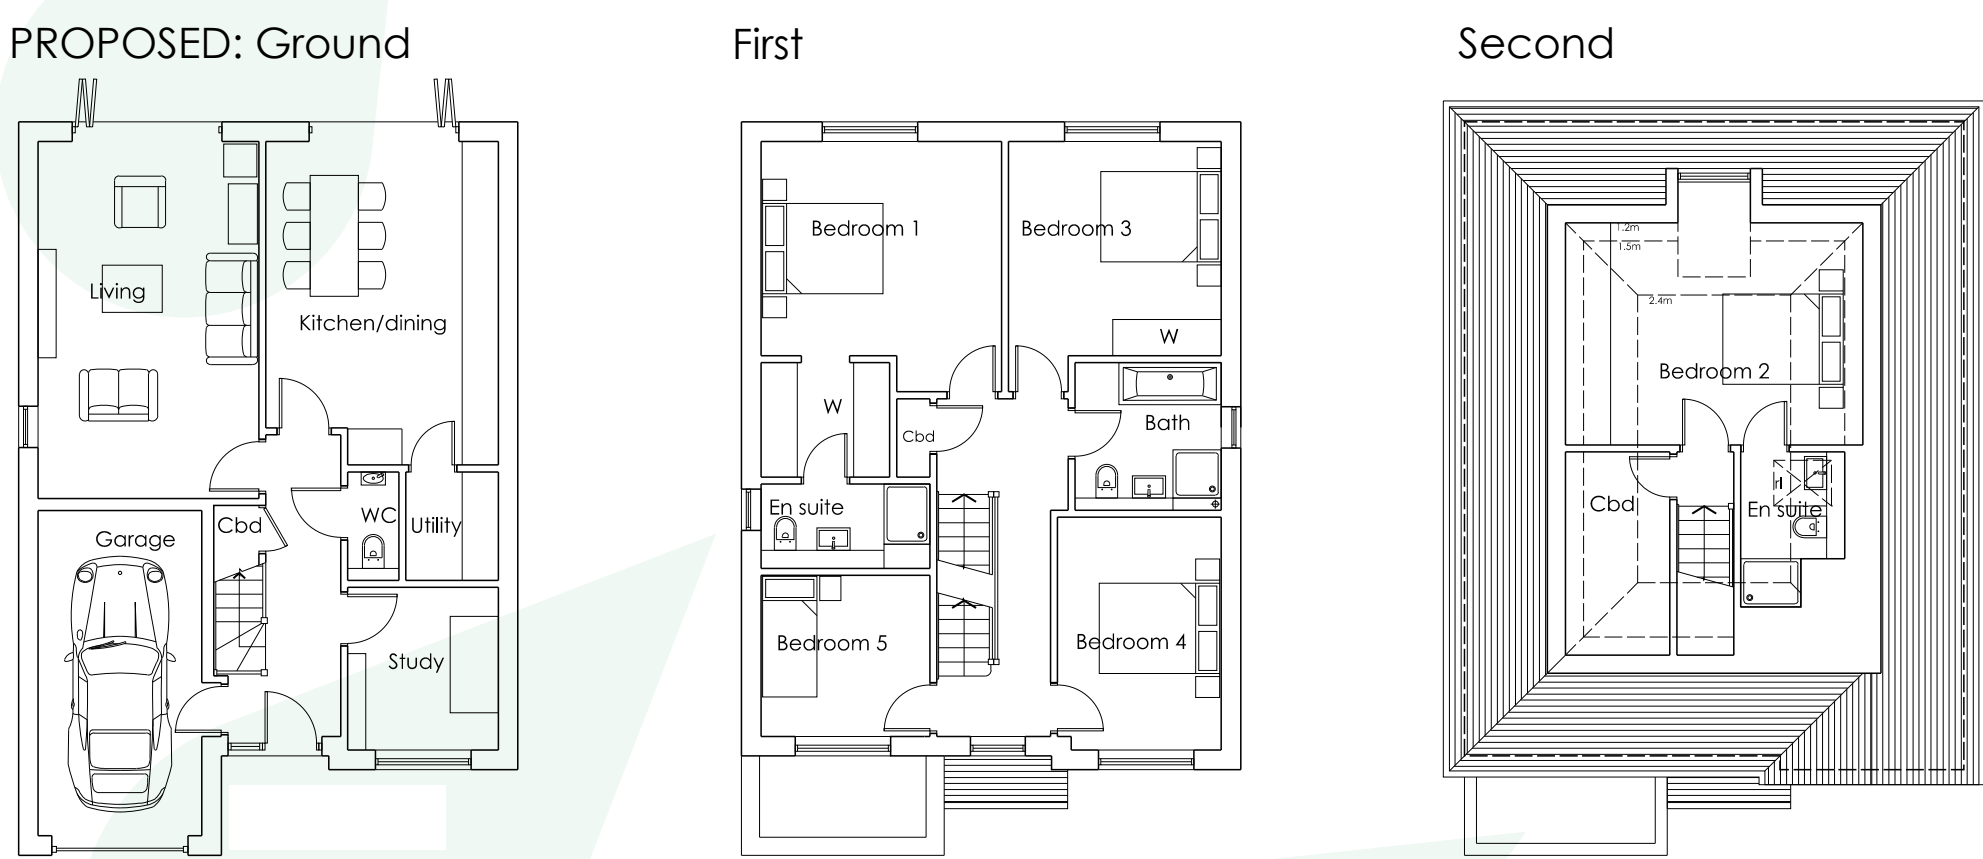 PROPOSED: Ground
First
Second
Living
Kitchen/dining
WC
Utility
Cbd
Garage
Study
Bedroom 1
Bedroom 3
W
W
Cbd
Bath
En suite
Bedroom 5
Bedroom 4
1.2m
1.5m
2.4m
Bedroom 2
rl
Cbd
En suite